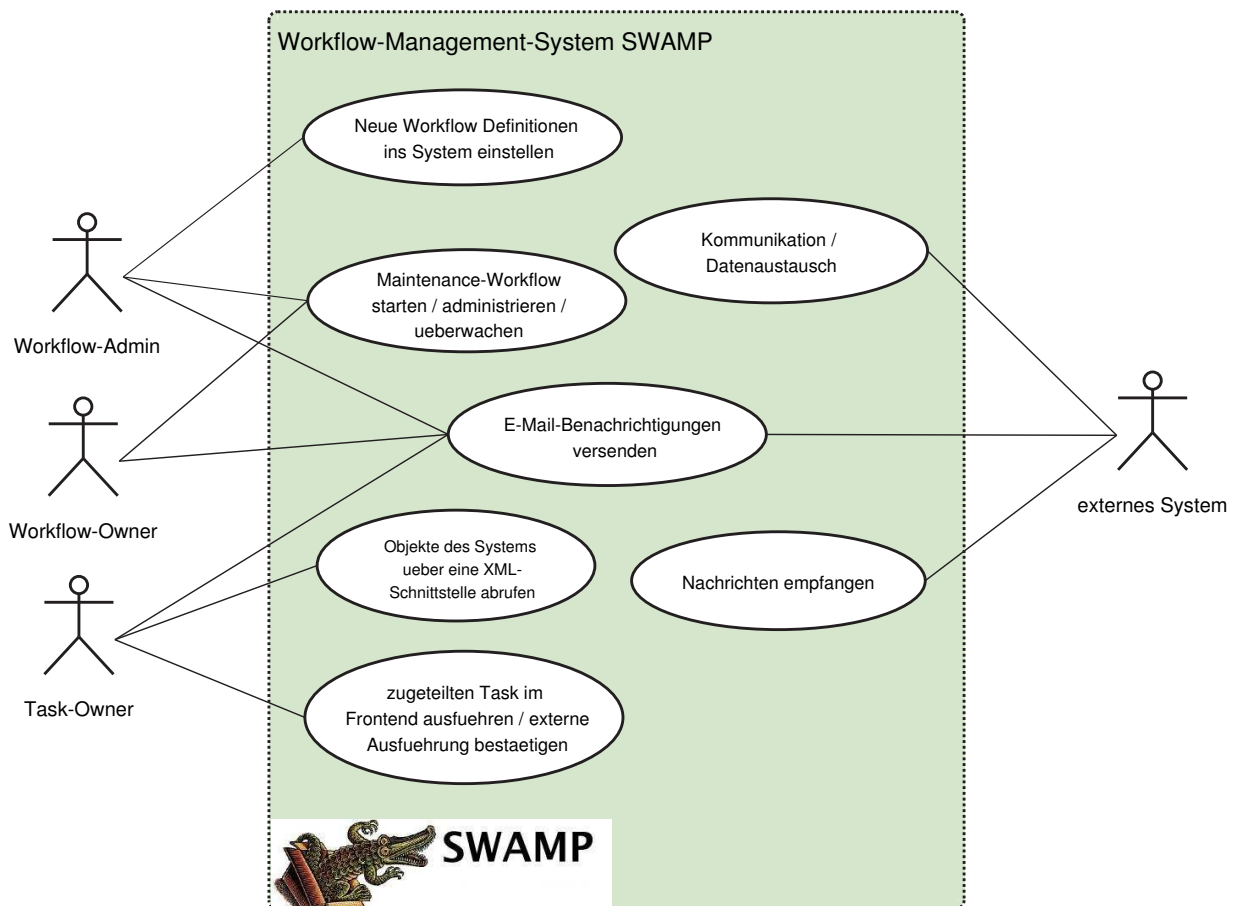 Workflow-Management-System SWAMP
Neue Workflow Definitionen
ins System einstellen
Kommunikation /
Datenaustausch
Maintenance-Workflow
starten / administrieren /
ueberwachen
Workflow-Admin
E-Mail-Benachrichtigungen
versenden
externes System
Workflow-Owner
Objekte des Systems
ueber eine XML-
Schnittstelle abrufen
Nachrichten empfangen
Task-Owner
zugeteilten Task im
Frontend ausfuehren / externe
Ausfuehrung bestaetigen
SWAMP